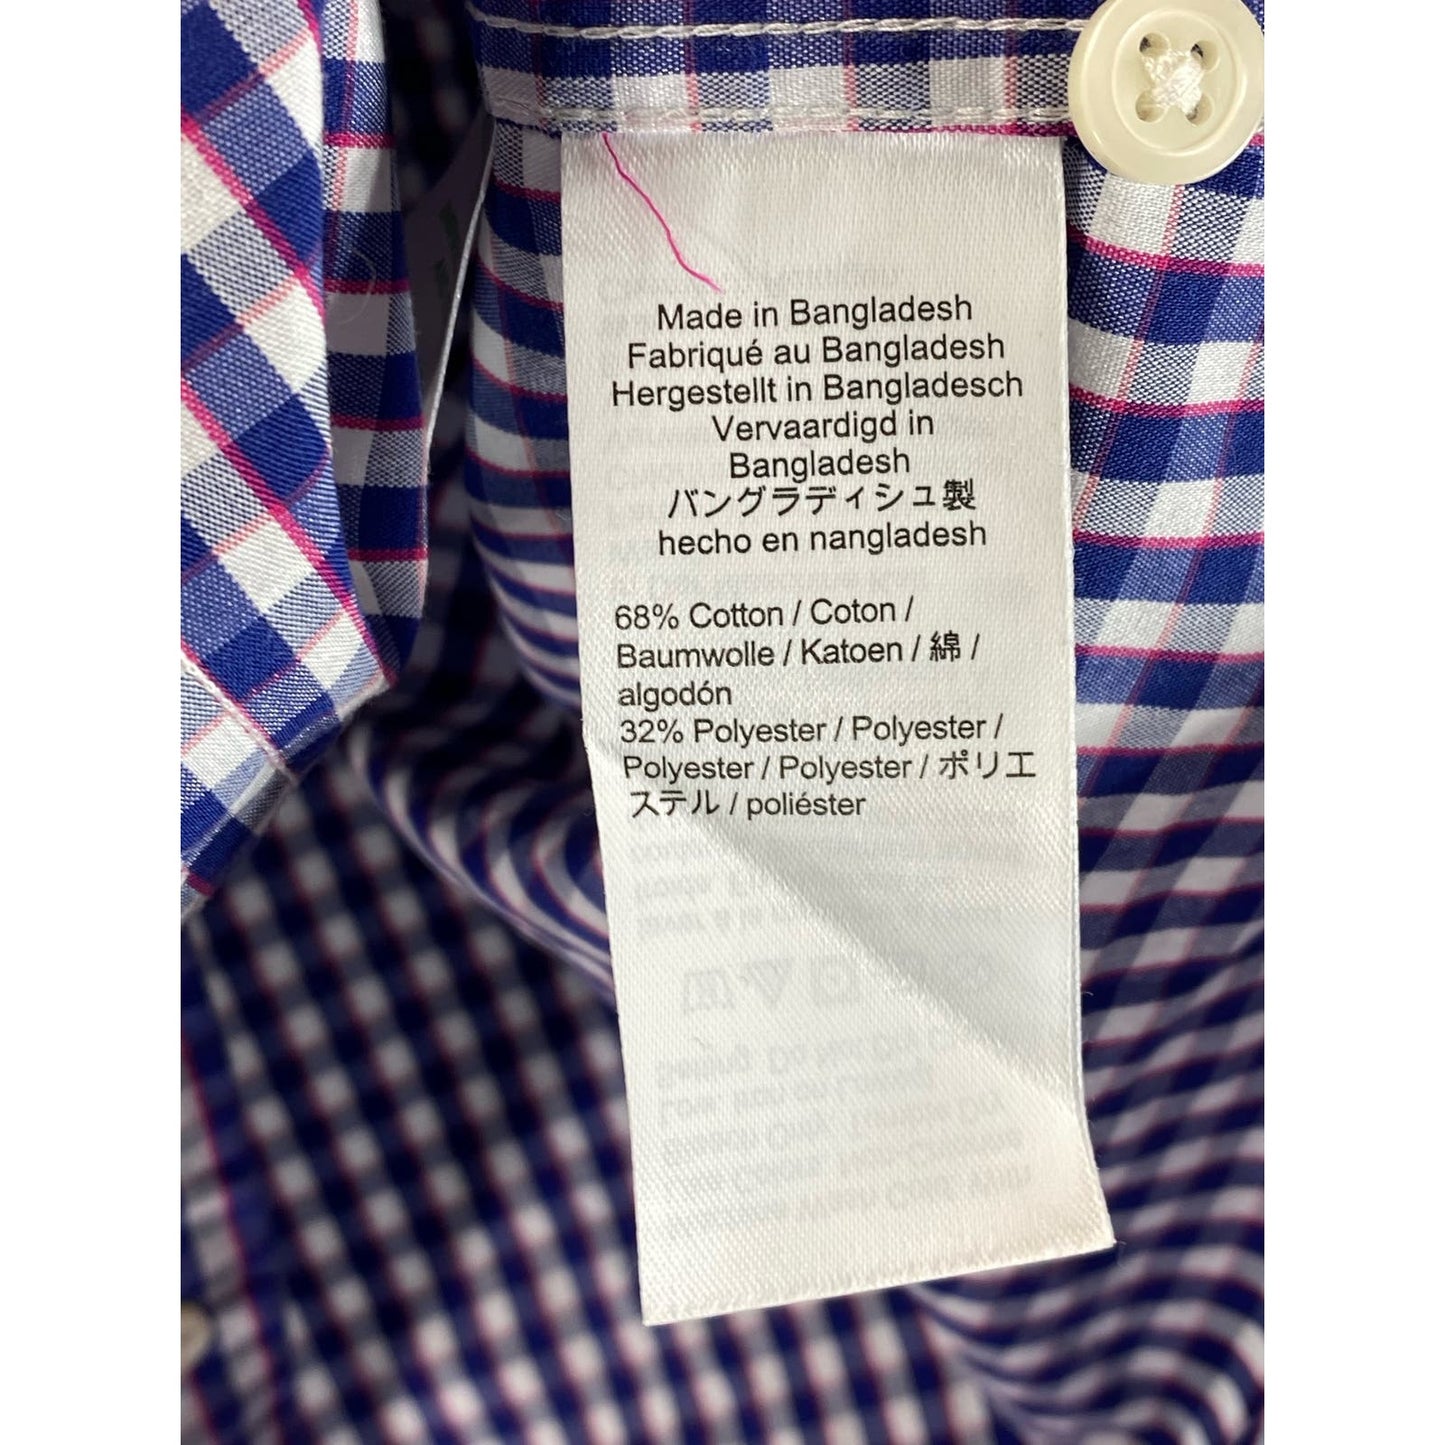 Made in Bangladesh
Fabriqué au Bangladesh
Hergestellt in Bangladesch
Vervaardigd in
Bangladesh
バングラディシュ製
hecho en nangladesh
68% Cotton / Coton /
Baumwolle / Katoen / 綿 /
algodón
32% Polyester / Polyester /
Polyester / Polyester / ポリエ
ステル / poliéster